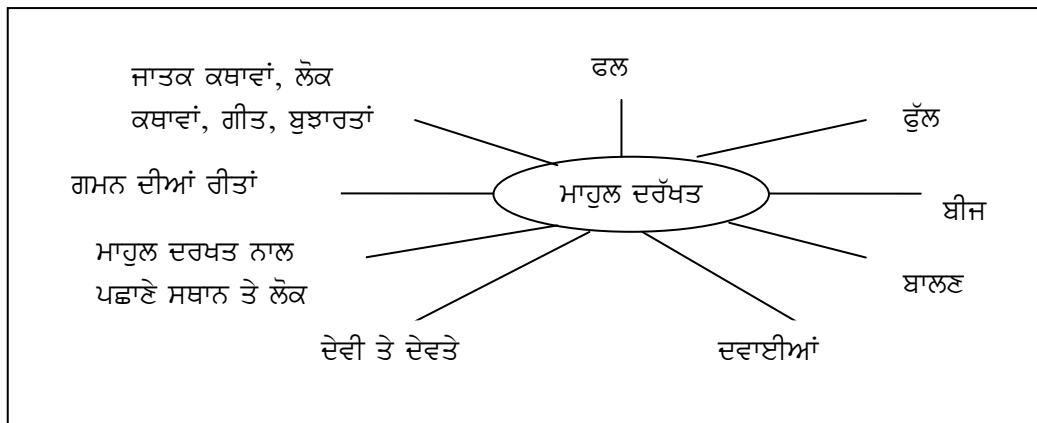 ਜਾਤਕ ਕਥਾਵਾਂ, ਲੋਕ
ਕਥਾਵਾਂ, ਗੀਤ, ਬੁਝਾਰਤਾਂ
ਫਲ
ਫੁੱਲ
ਗਮਨ ਦੀਆਂ ਰੀਤਾਂ
ਮਾਹੁਲ ਦਰੱਖਤ
ਬੀਜ
ਮਾਹੁਲ ਦਰਖਤ ਨਾਲ
ਪਛਾਣੇ ਸਥਾਨ ਤੇ ਲੋਕ
ਬਾਲਣ
ਦੇਵੀ ਤੇ ਦੇਵਤੇ
ਦਵਾਈਆਂ